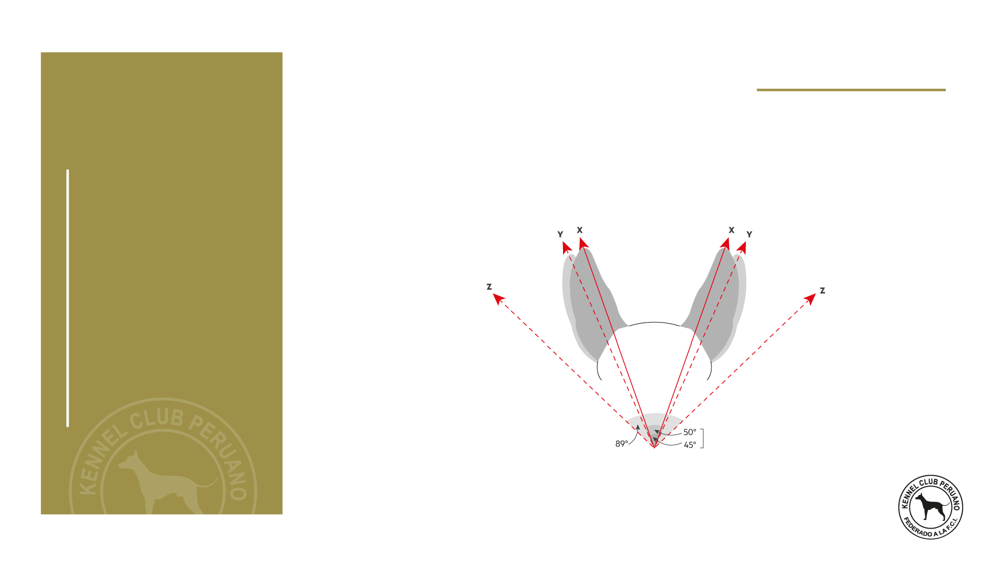 X
X
Y
Y
Z
Z
50°
89°
45°
KENNEL CLUB PERUANO
KENNEL CLUB PERUANO
FEDERADO A LA F.C.I.